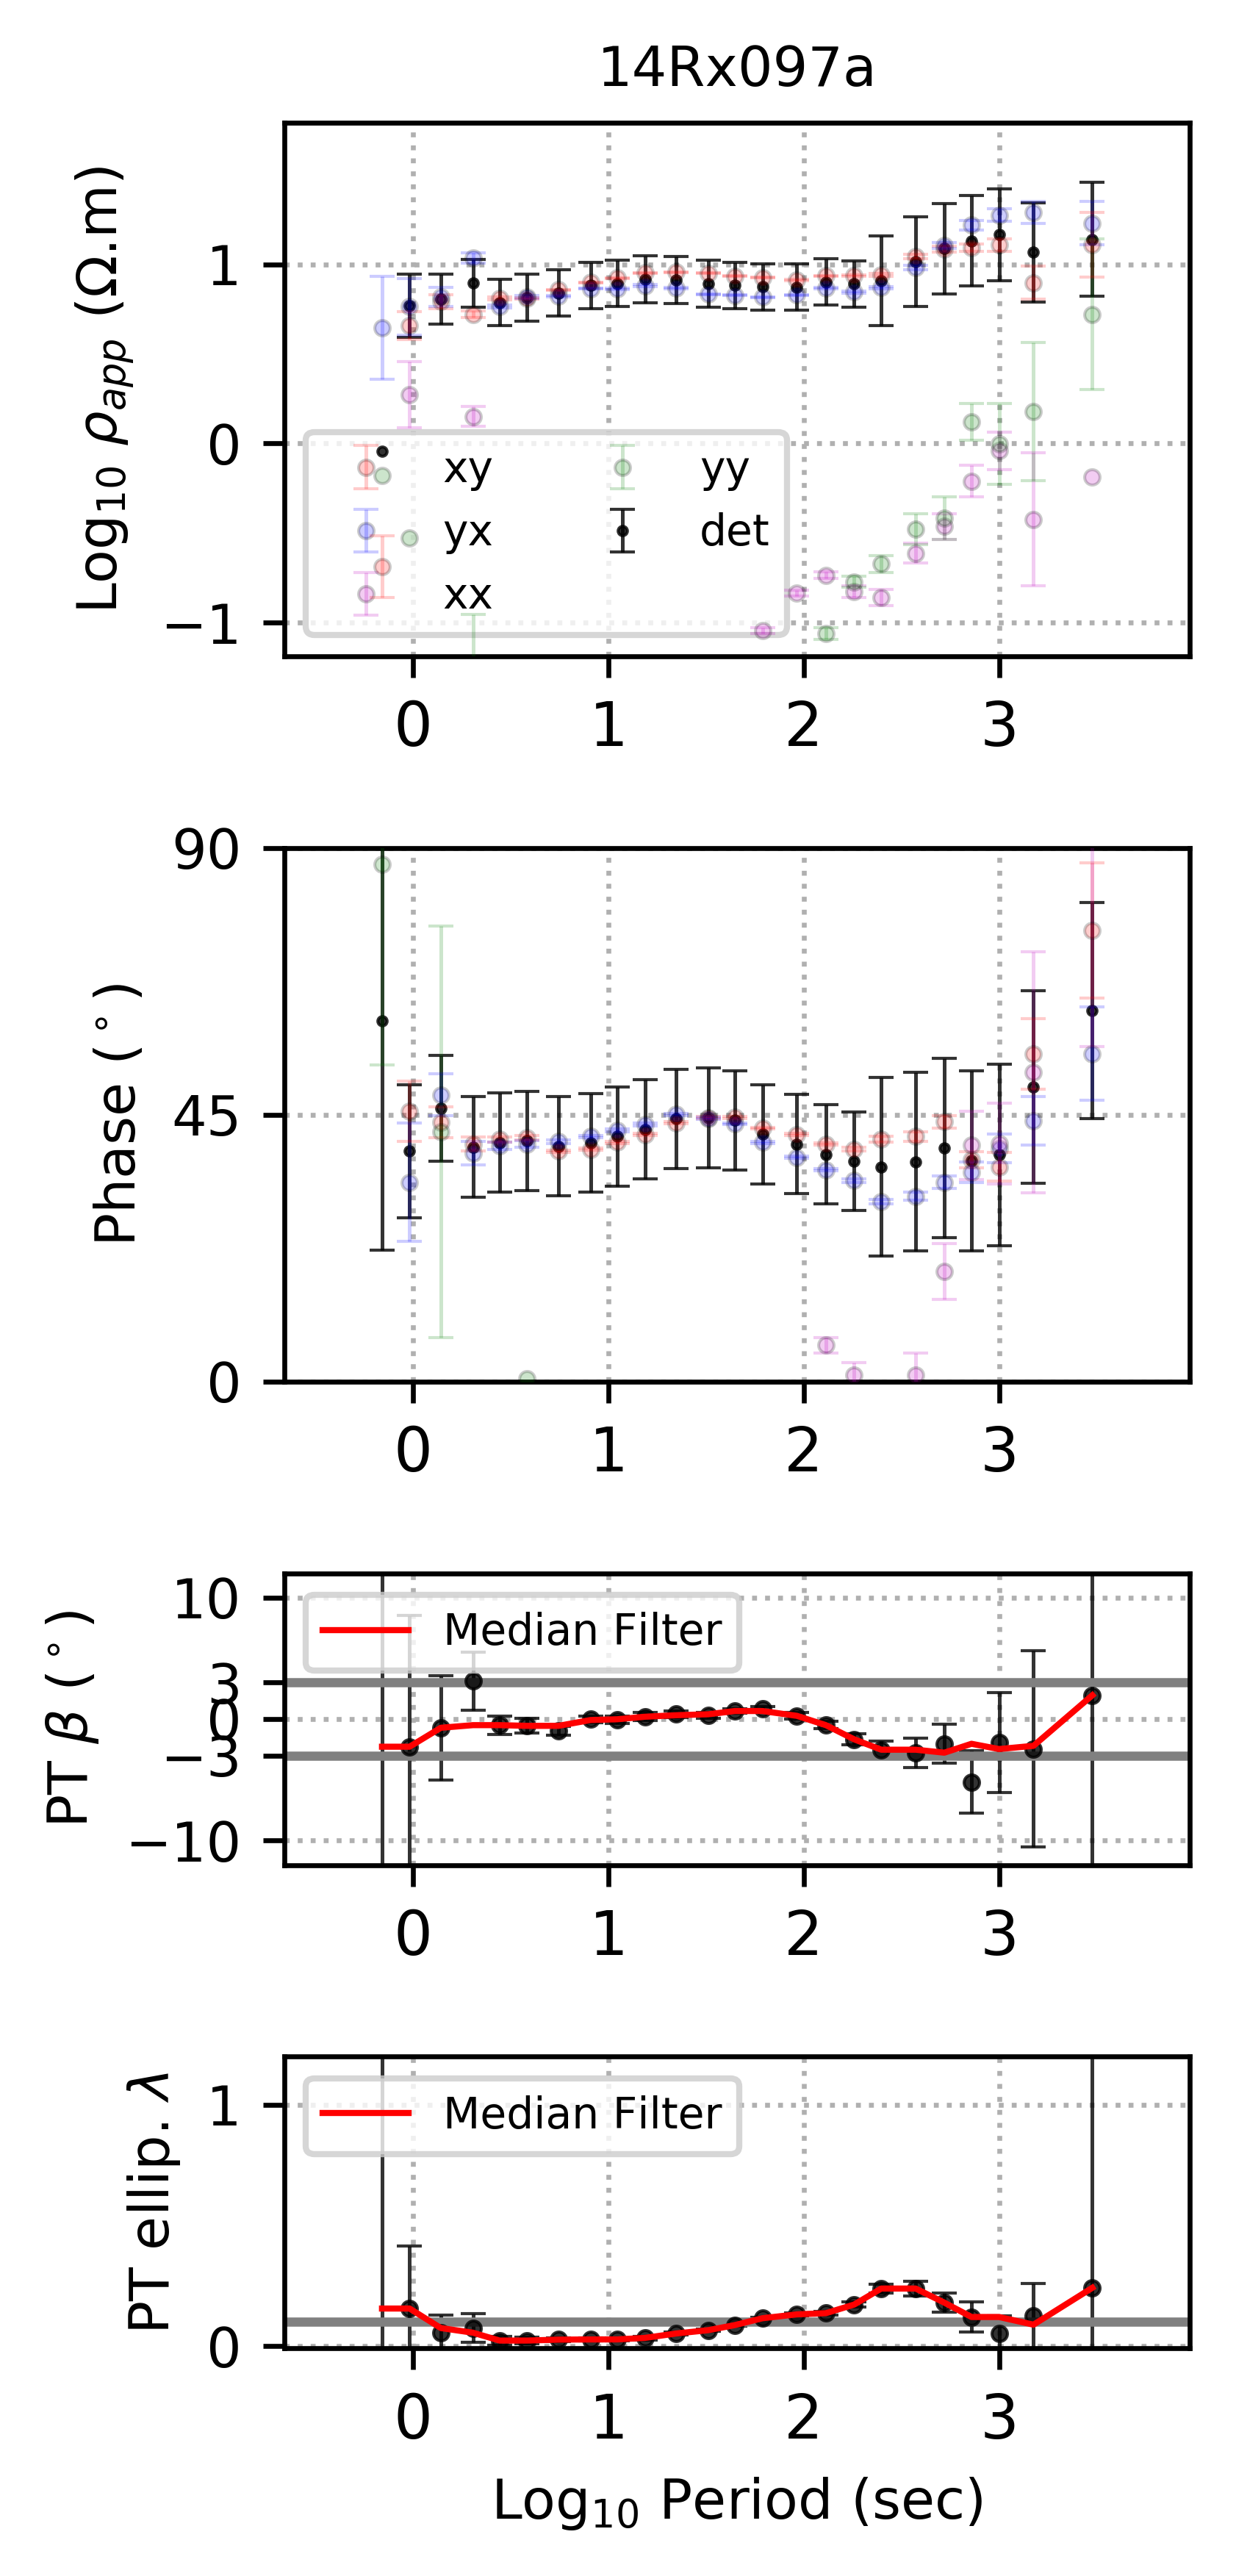 14Rx097a
Log10 ρapp (Ω.m)
1
0
−1
xy
yx
xx
yy
det
0 1 2 3
Phase (°)
90
45
0
0 1 2 3
PT β (°)
10
3
0
−3
−10
Median Filter
0 1 2 3
PT ellip. λ
1
0
Median Filter
0 1 2 3
Log10 Period (sec)